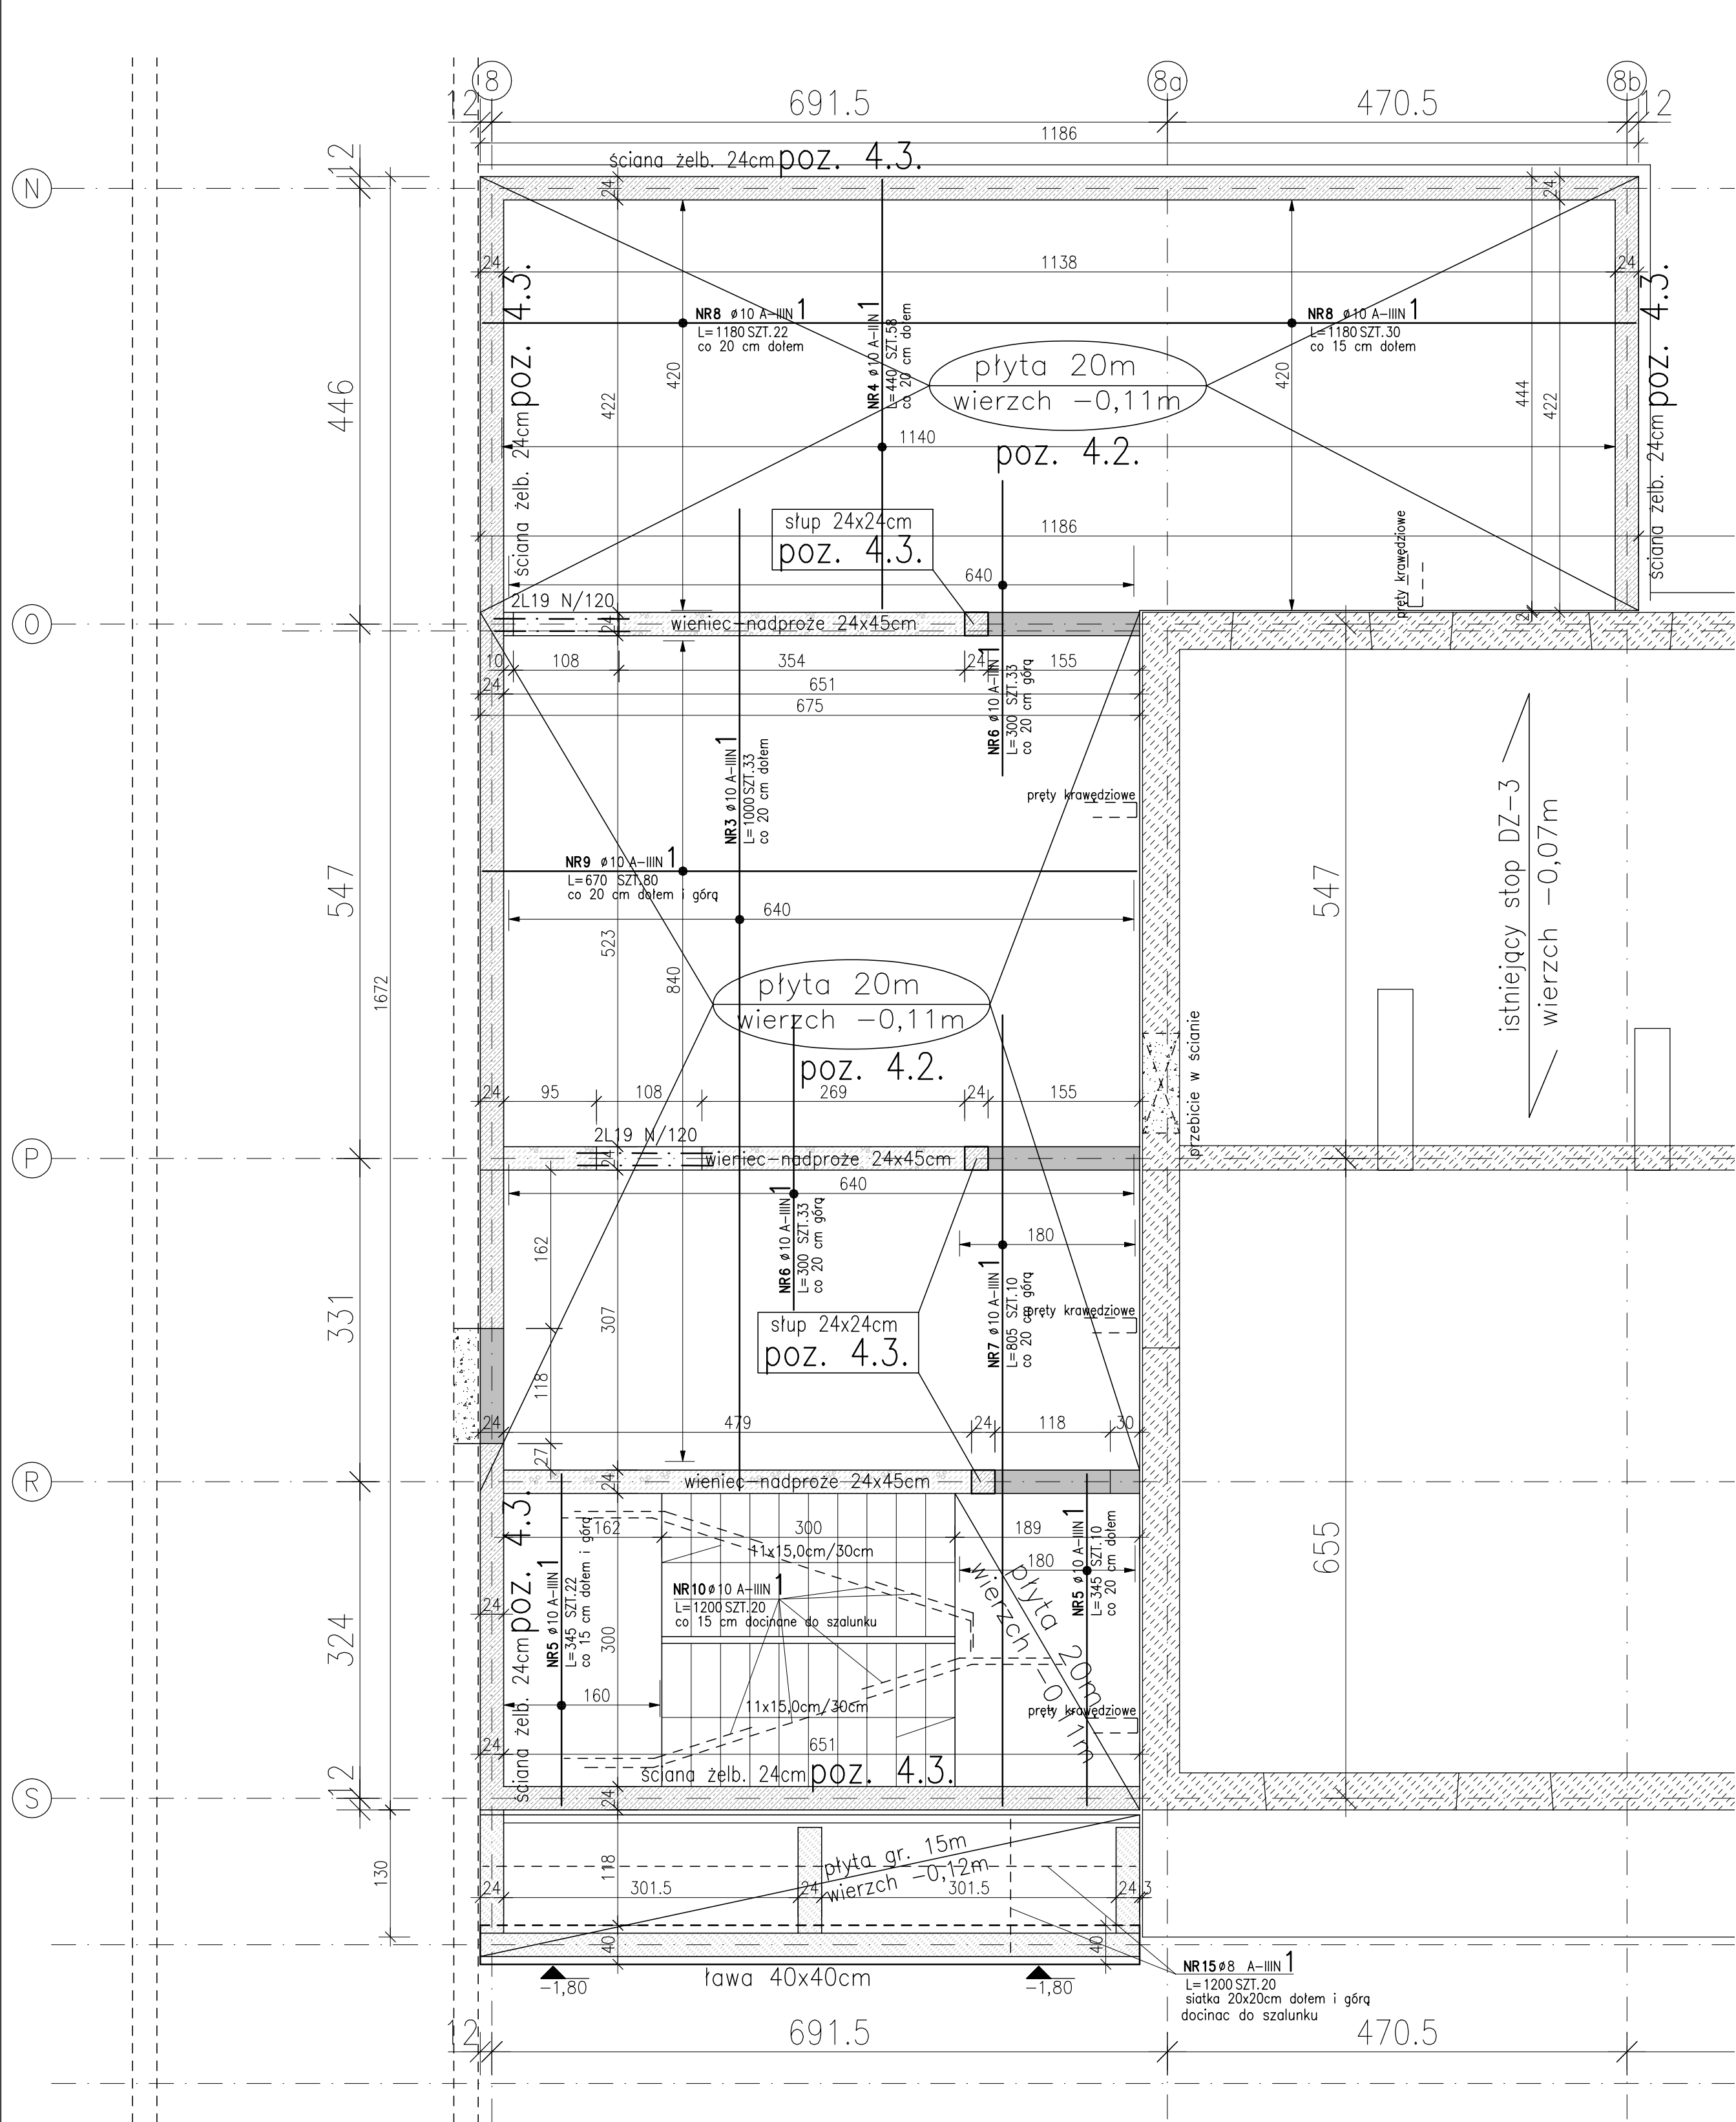 8
8a
8b
12
691.5
470.5
12
1186
ściana żelb. 24cm poz. 4.3.
N
12
24
24
24
1138
24
ściana żelb. 24cm poz. 4.3.
NR8 ø10 A-IIIN 1
L=1180 SZT.22
co 20 cm dołem
NR4 ø10 A-IIIN 1
L=440 SZT.58
co 20 cm dołem
NR8 ø10 A-IIIN 1
L=1180 SZT.30
co 15 cm dołem
ściana żelb. 24cm poz. 4.3.
446
422
420
420
444
422
płyta 20m
wierzch -0,11m
poz. 4.2.
1140
słup 24x24cm
poz. 4.3.
1186
pręty krawędziowe
640
2
O
2L19 N/120
24
wieniec-nadproże 24x45cm
10
108
354
24
155
24
651
675
NR6 ø10 A-IIIN 1
L=300 SZT.33
co 20 cm górą
NR3 ø10 A-IIIN 1
L=1000 SZT.33
co 20 cm dołem
pręty krawędziowe
NR9 ø10 A-IIIN 1
L=670 SZT.80
co 20 cm dołem i górą
547
1672
640
523
840
547
istniejący stop DZ-3
wierzch -0,07m
płyta 20m
wierzch -0,11m
poz. 4.2.
przebicie w ścianie
24
95
108
269
24
155
P
2L19 N/120
24
wieniec-nadproże 24x45cm
640
NR6 ø10 A-IIIN 1
L=300 SZT.33
co 20 cm górą
180
162
NR7 ø10 A-IIIN 1
L=805 SZT.10
co 20 cm górą
pręty krawędziowe
331
307
słup 24x24cm
poz. 4.3.
118
24
479
24
118
30
27
R
24
wieniec-nadproże 24x45cm
ściana żelb. 24cm poz. 4.3.
162
300
189
NR5 ø10 A-IIIN 1
L=345 SZT.22
co 15 cm dołem i górą
11x15,0cm/30cm
180
NR5 ø10 A-IIIN 1
L=345 SZT.10
co 20 cm dołem
NR10 ø10 A-IIIN 1
L=1200 SZT.20
co 15 cm docinane do szalunku
płyta 20m
wierzch -0,11m
24
324
300
655
160
11x15,0cm/30cm
pręty krawędziowe
24
651
ściana żelb. 24cm poz. 4.3.
12
S
24
130
118
płyta gr. 15m
wierzch -0,12m
24
301.5
24
301.5
24
3
40
40
ława 40x40cm
-1,80
-1,80
NR15 ø8 A-IIIN 1
L=1200 SZT.20
siatka 20x20cm dołem i górą
docinac do szalunku
12
691.5
470.5